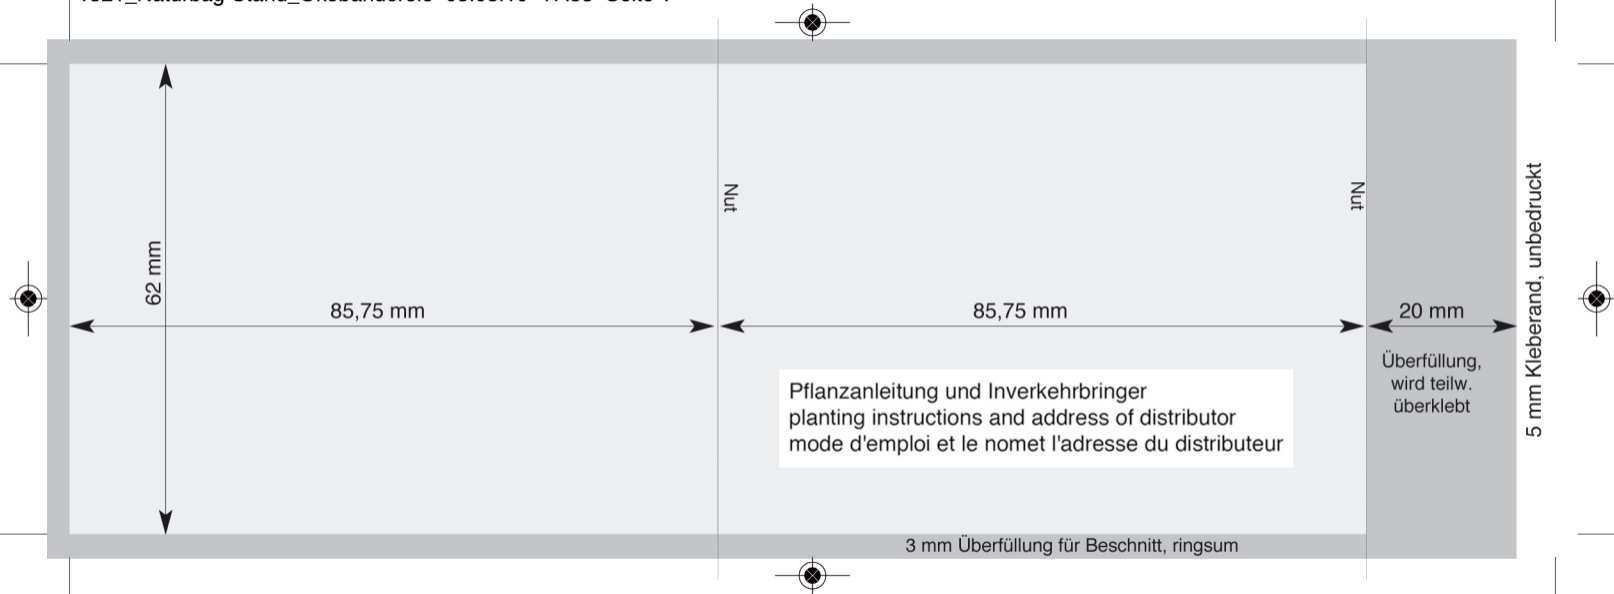 62 mm
85,75 mm
Nut
85,75 mm
Nut
20 mm
Überfüllung,
wird teilw.
überklebt
5 mm Kleberand, unbedruckt
Pflanzanleitung und Inverkehrbringer
planting instructions and address of distributor
mode d'emploi et le nomet l'adresse du distributeur
3 mm Überfüllung für Beschnitt, ringsum